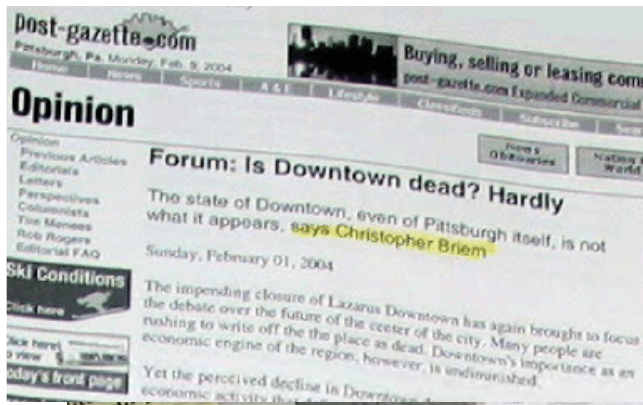 post-gazette.com
Pittsburgh, Pa. Monday, Feb. 9, 2004
Buying, selling or leasing com
post-gazette.com Expanded Commercial
Home News Sports A & E Lifestyle Classifieds Subscribe
Opinion
News Obituaries
Nation World
Opinion
Previous Articles
Editorials
Letters
Perspectives
Columnists
Tim Menees
Rob Rogers
Editorial FAQ
Ski Conditions
Click here
Click here
o view
oday's front page
Forum: Is Downtown dead? Hardly
The state of Downtown, even of Pittsburgh itself, is not
what it appears, says Christopher Briem
Sunday, February 01, 2004
The impending closure of Lazarus Downtown has again brought to focus
the debate over the future of the center of the city. Many people are
rushing to write off the the place as dead. Downtown's importance as an
economic engine of the region, however, is undiminished.
Yet the perceived decline in Downtown
economic activity that